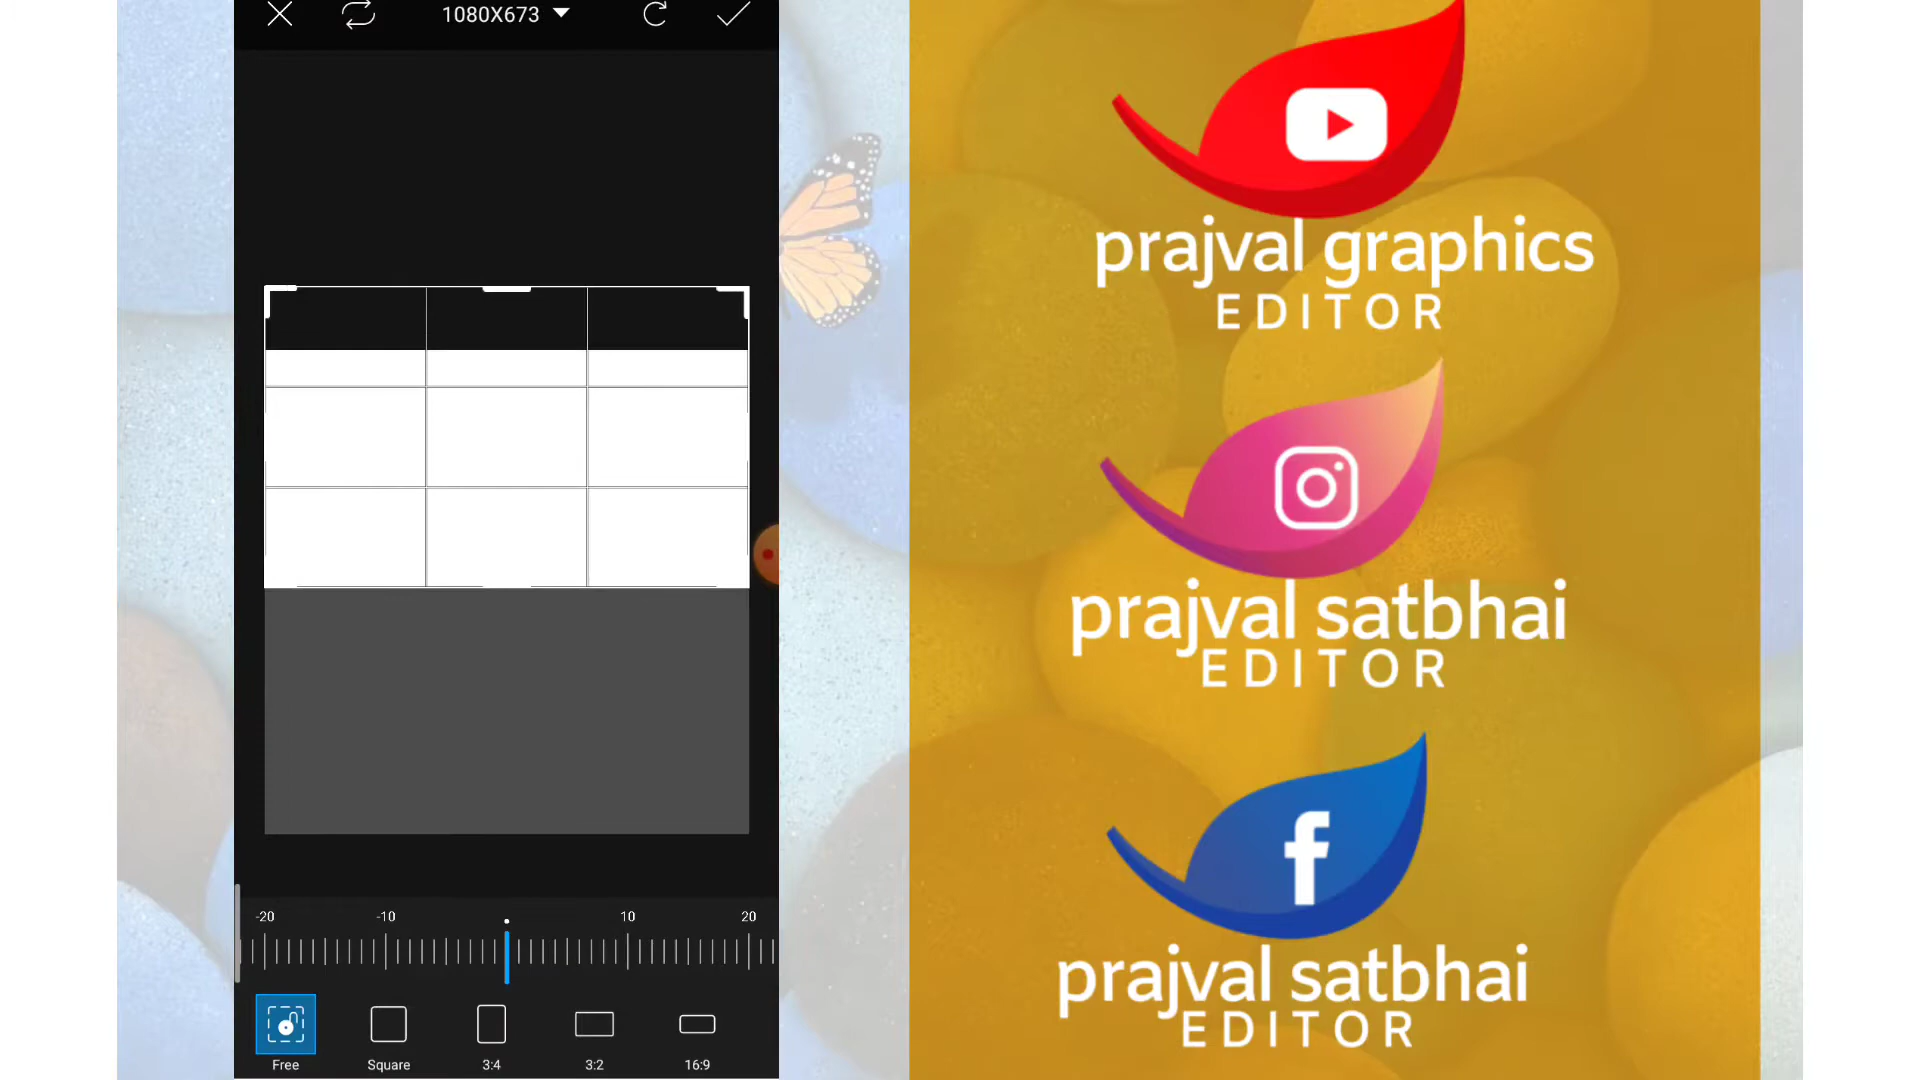 1080X673
-20 -10 10 20
Free Square 3:4 3:2 16:9
prajval graphics
EDITOR
prajval satbhai
EDITOR
f
prajval satbhai
EDITOR